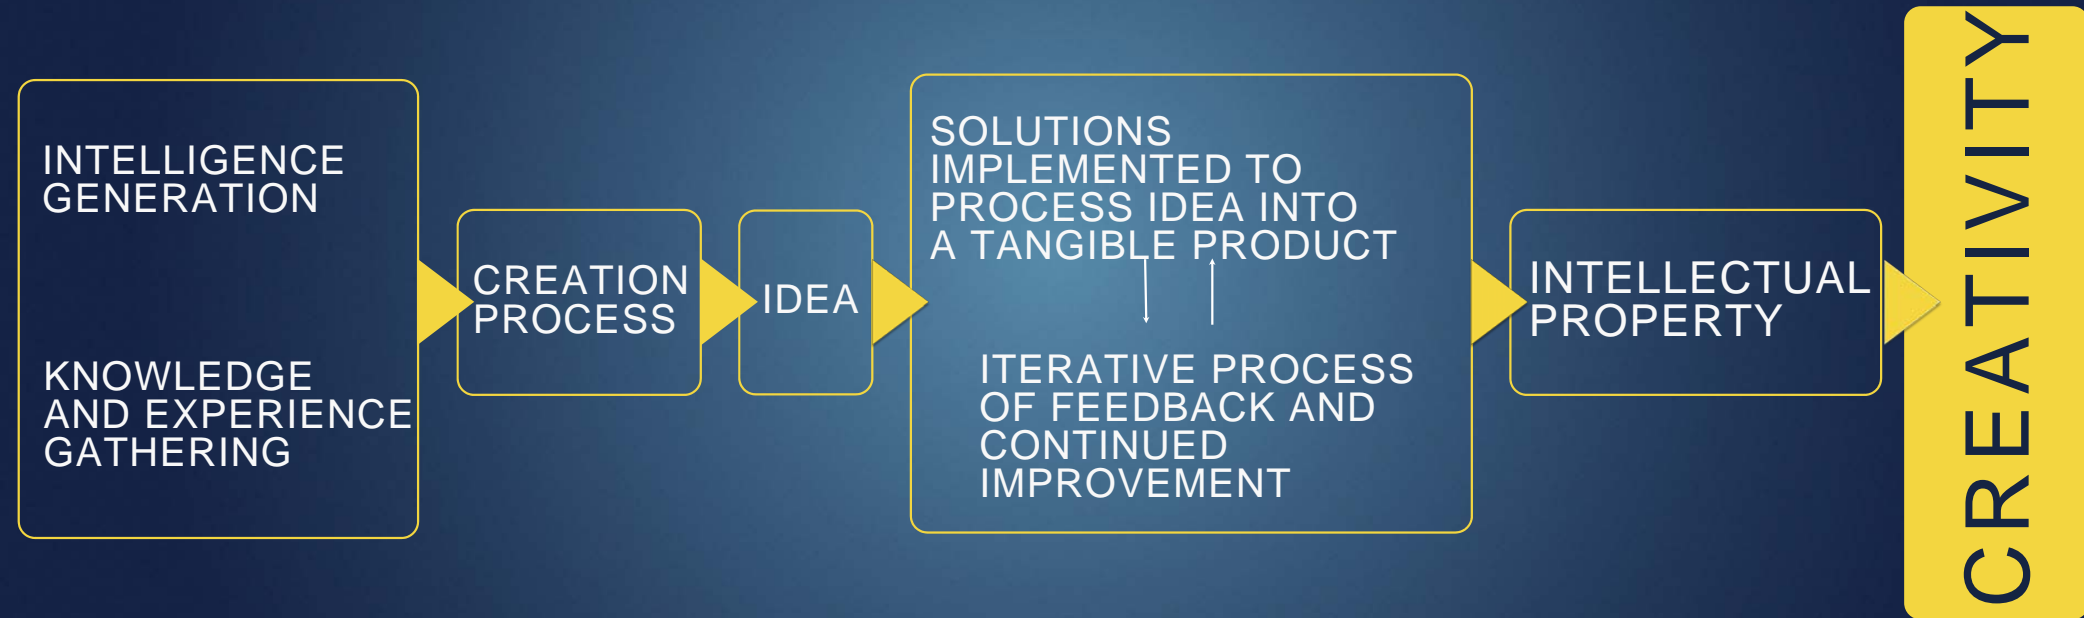 INTELLIGENCE
GENERATION
KNOWLEDGE
AND EXPERIENCE
GATHERING
CREATION
PROCESS
IDEA
SOLUTIONS
IMPLEMENTED TO
PROCESS IDEA INTO
A TANGIBLE PRODUCT
ITERATIVE PROCESS
OF FEEDBACK AND
CONTINUED
IMPROVEMENT
INTELLECTUAL
PROPERTY
CREATIVITY